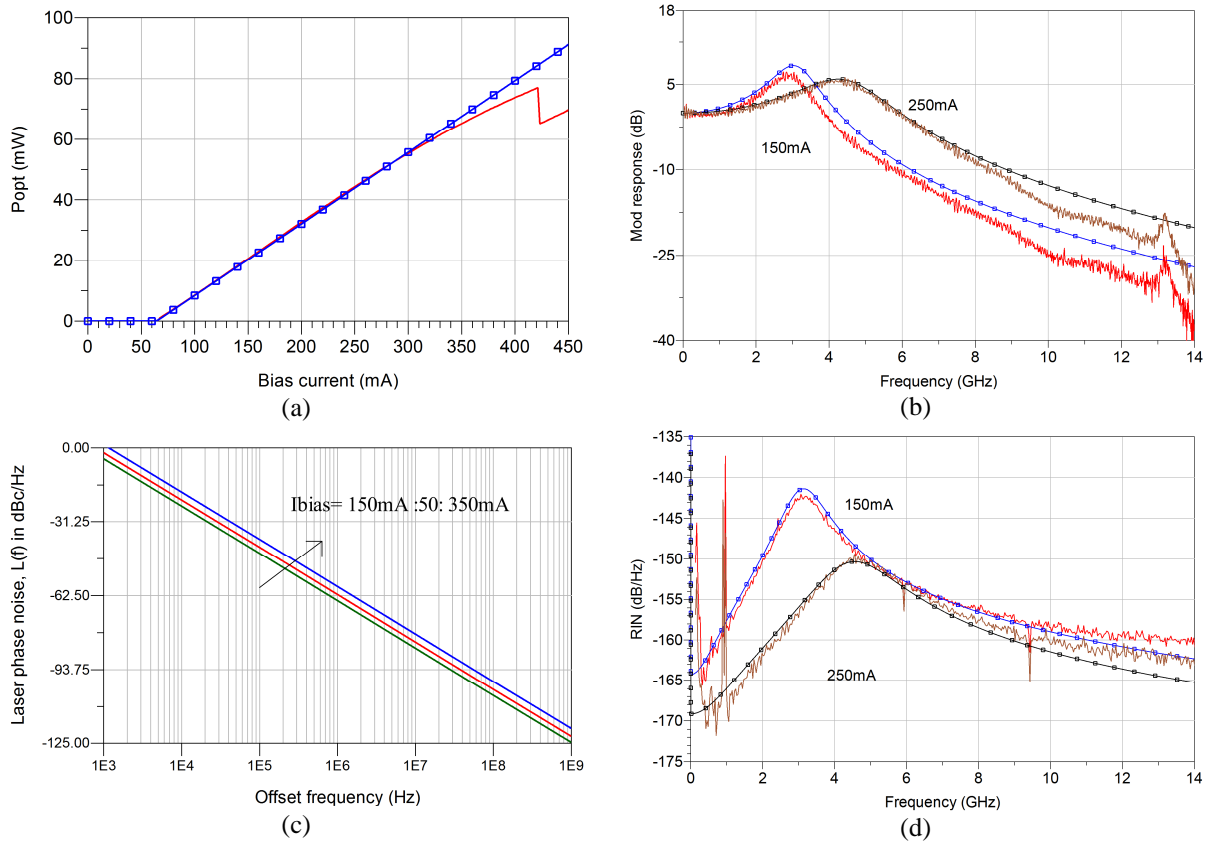 100
80
60
40
20
0
Popt (mW)
0 50 100 150 200 250 300 350 400 450
Bias current (mA)
(a)
18
5
-10
-25
-40
Mod response (dB)
250mA
150mA
0 2 4 6 8 10 12 14
Frequency (GHz)
(b)
0.00
-31.25
-62.50
-93.75
-125.00
Laser phase noise, L(f) in dBc/Hz
Ibias= 150mA :50: 350mA
1E3 1E4 1E5 1E6 1E7 1E8 1E9
Offset frequency (Hz)
(c)
-135
-140
-145
-150
-155
-160
-165
-170
-175
RIN (dB/Hz)
150mA
250mA
0 2 4 6 8 10 12 14
Frequency (GHz)
(d)